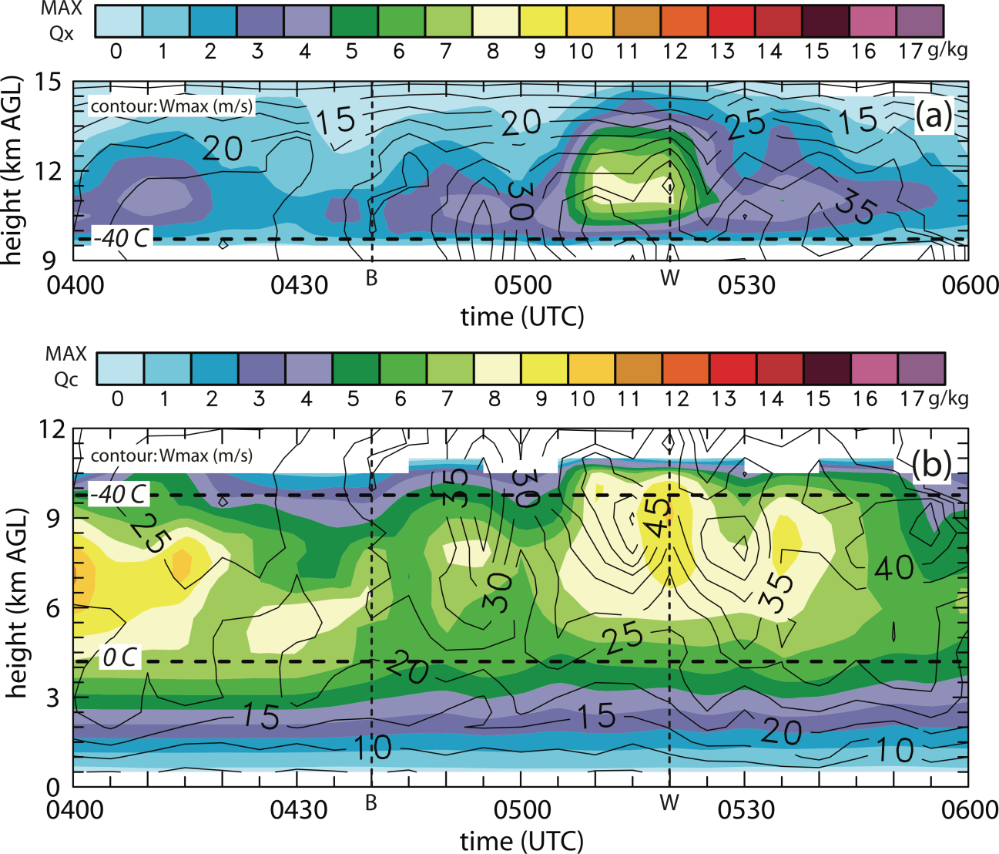 MAX
Qx
0 1 2 3 4 5 6 7 8 9 10 11 12 13 14 15 16 17 g/kg
15
12
9
height (km AGL)
contour: Wmax (m/s)
(a)
15 20 25 15
20
30 35
-40 C
0400 0430 B 0500 W 0530 0600
time (UTC)
MAX
Qc
0 1 2 3 4 5 6 7 8 9 10 11 12 13 14 15 16 17 g/kg
12
9
6
3
0
height (km AGL)
contour: Wmax (m/s)
(b)
35 30
-40 C
25 45
40
30 35
25
0 C
20
15 15 20
10 10
0400 0430 B 0500 W 0530 0600
time (UTC)